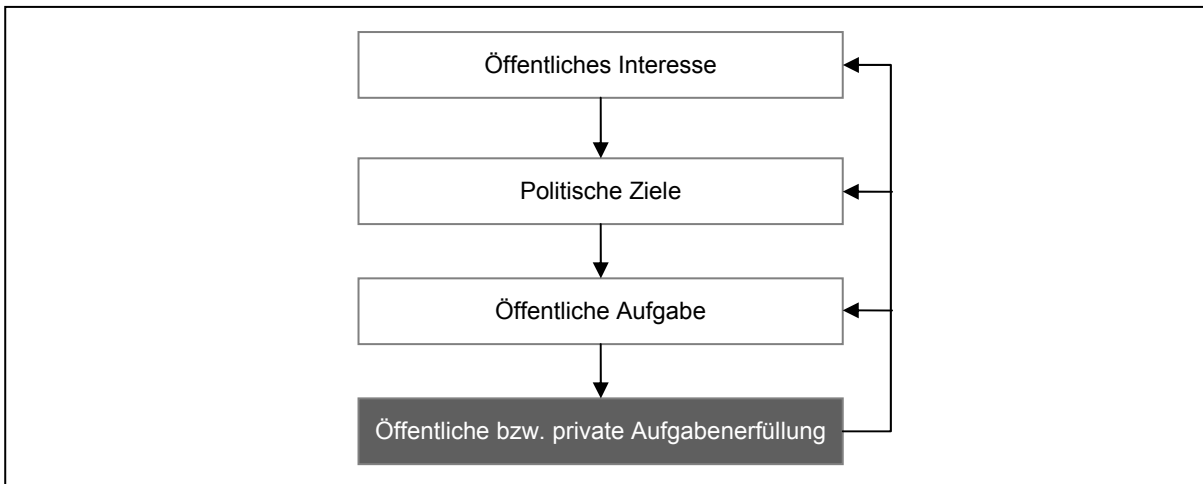 Öffentliches Interesse
Politische Ziele
Öffentliche Aufgabe
Öffentliche bzw. private Aufgabenerfüllung